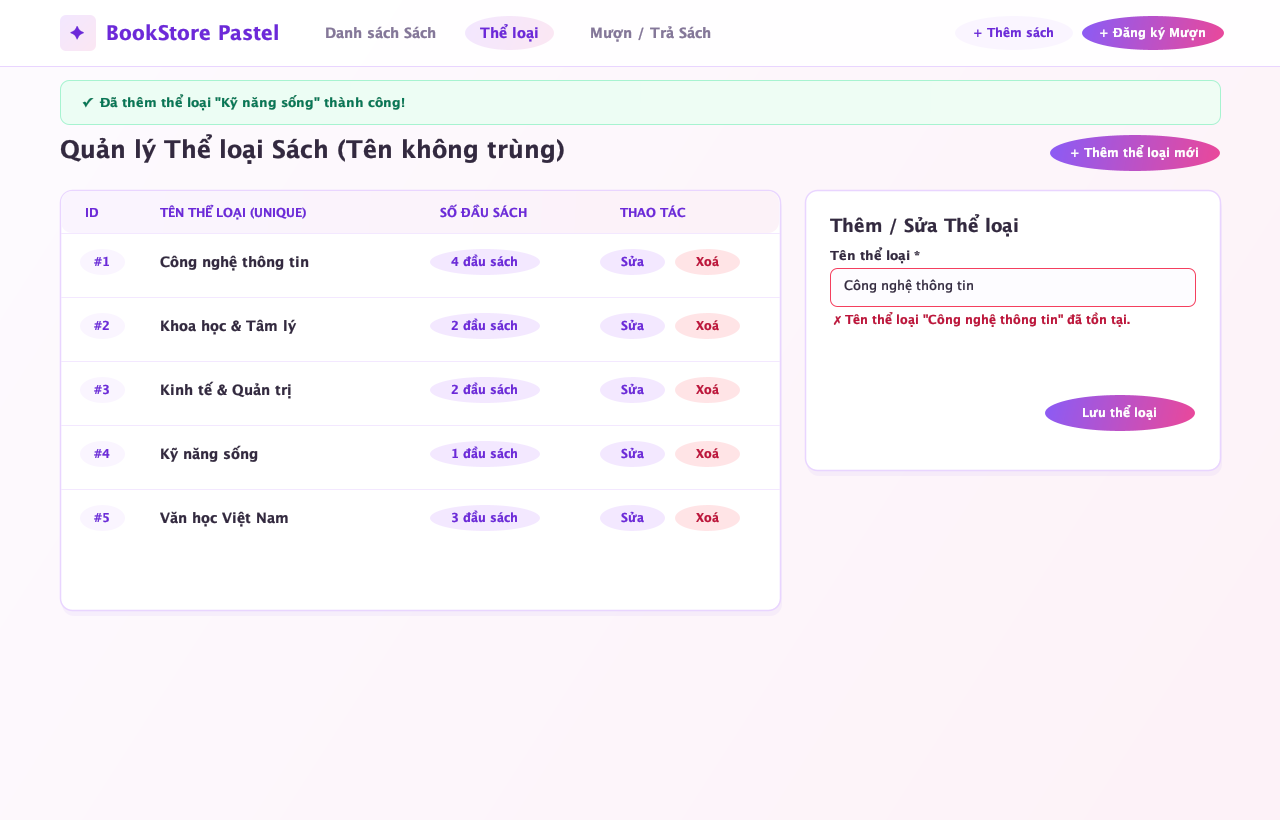 ✦ BookStore Pastel
Danh sách Sách
Thể loại
Mượn / Trả Sách
+ Thêm sách
+ Đăng ký Mượn
✔ Đã thêm thể loại "Kỹ năng sống" thành công!
Quản lý Thể loại Sách (Tên không trùng)
+ Thêm thể loại mới
ID TÊN THỂ LOẠI (UNIQUE) SỐ ĐẦU SÁCH THAO TÁC
#1 Công nghệ thông tin 4 đầu sách Sửa Xoá
#2 Khoa học & Tâm lý 2 đầu sách Sửa Xoá
#3 Kinh tế & Quản trị 2 đầu sách Sửa Xoá
#4 Kỹ năng sống 1 đầu sách Sửa Xoá
#5 Văn học Việt Nam 3 đầu sách Sửa Xoá
Thêm / Sửa Thể loại
Tên thể loại *
Công nghệ thông tin
✗ Tên thể loại "Công nghệ thông tin" đã tồn tại.
Lưu thể loại